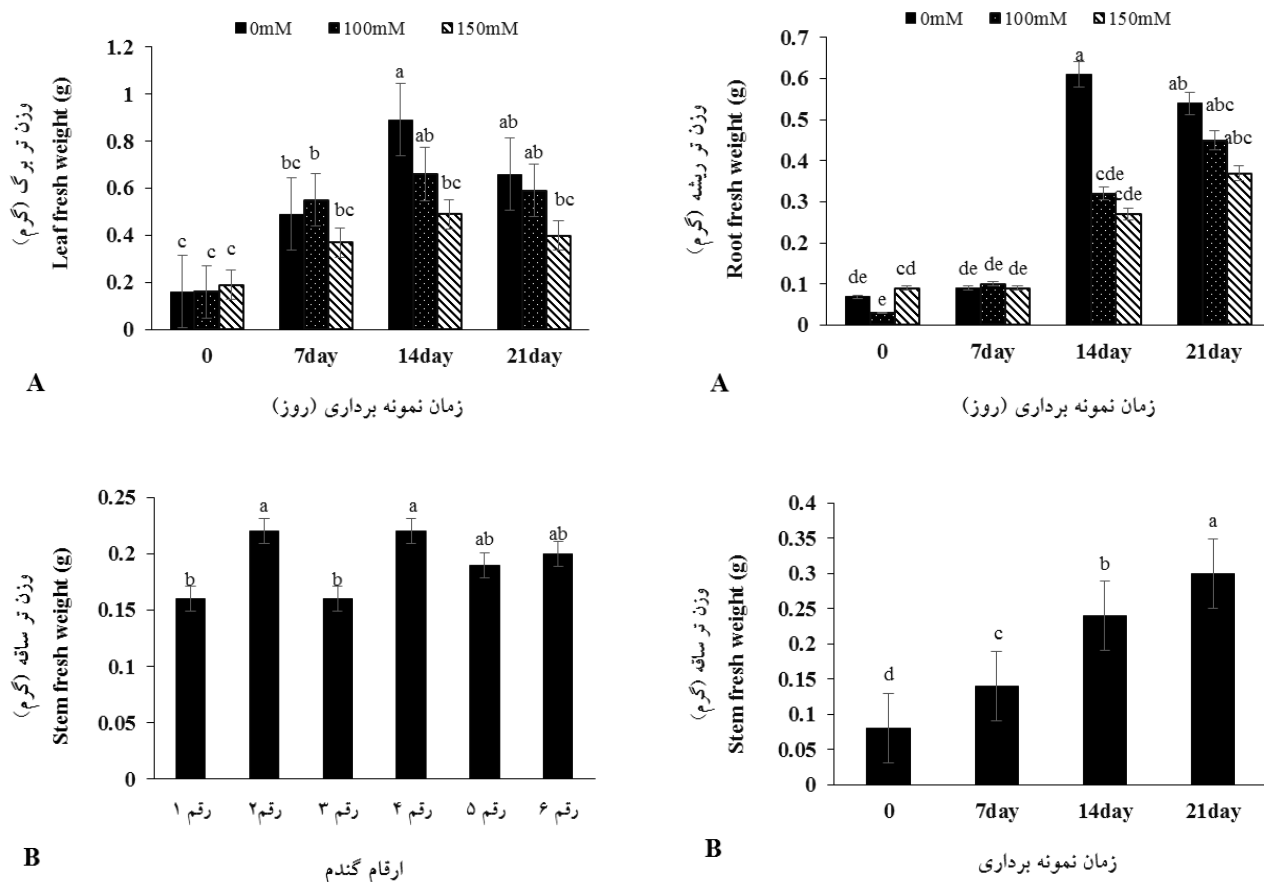 0mM 100mM 150mM
وزن تر برگ (گرم)
Leaf fresh weight (g)
1.2
1
0.8
0.6
0.4
0.2
0
c c c
bc b bc
a ab bc
ab ab bc
0 7day 14day 21day
A
زمان نمونه برداری (روز)
0mM 100mM 150mM
وزن تر ریشه (گرم)
Root fresh weight (g)
0.7
0.6
0.5
0.4
0.3
0.2
0.1
0
de e cd
de de de
a cde cde
ab abc abc
0 7day 14day 21day
A
زمان نمونه برداری (روز)
وزن تر ساقه (گرم)
Stem fresh weight (g)
0.25
0.2
0.15
0.1
0.05
0
b a b a ab ab
رقم ۱ رقم۲ رقم ۳ رقم ۴ رقم ۵ رقم ۶
B
ارقام گندم
وزن تر ساقه (گرم)
Stem fresh weight (g)
0.4
0.35
0.3
0.25
0.2
0.15
0.1
0.05
0
d c b a
0 7day 14day 21day
B
زمان نمونه برداری